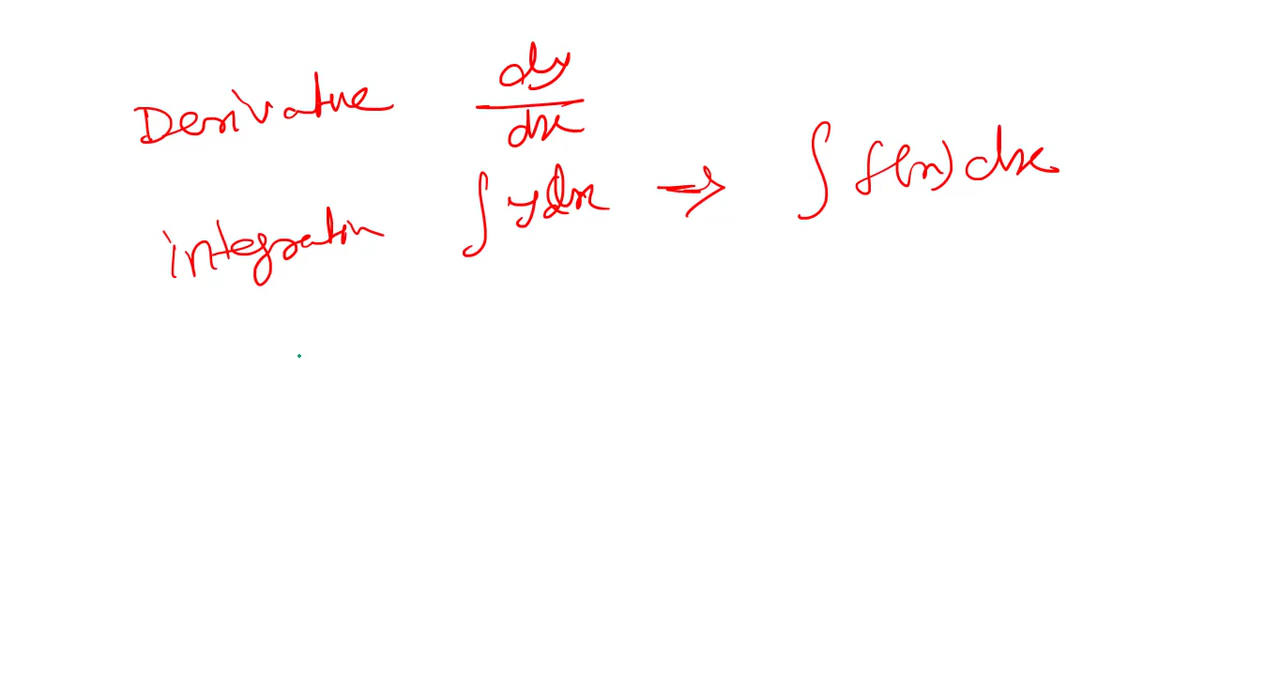 Derivative dy/dx
integration ∫ y dx ⇒ ∫ f(x) dx